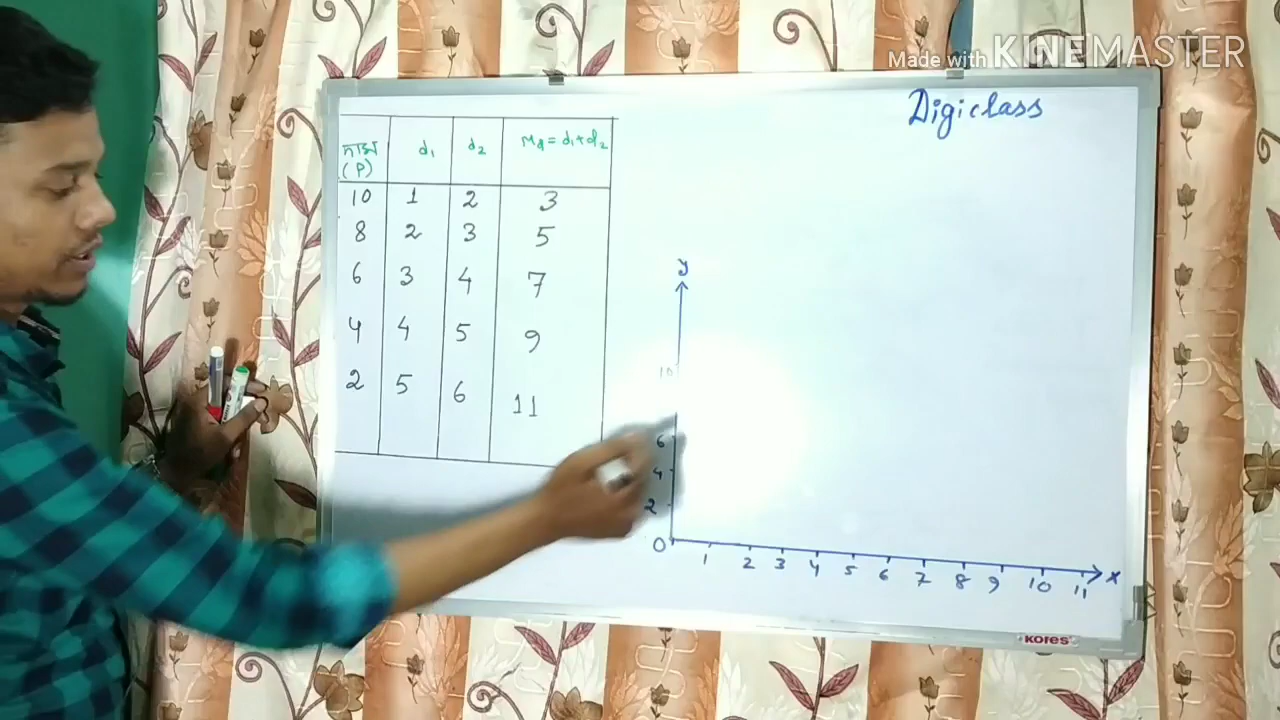 Made with KINEMASTER
Digiclass
দাম (P) d₁ d₂ Md = d₁+d₂
10 1 2 3
8 2 3 5
6 3 4 7
4 4 5 9
2 5 6 11
y
10
6
4
2
0 1 2 3 4 5 6 7 8 9 10 11 x
kores